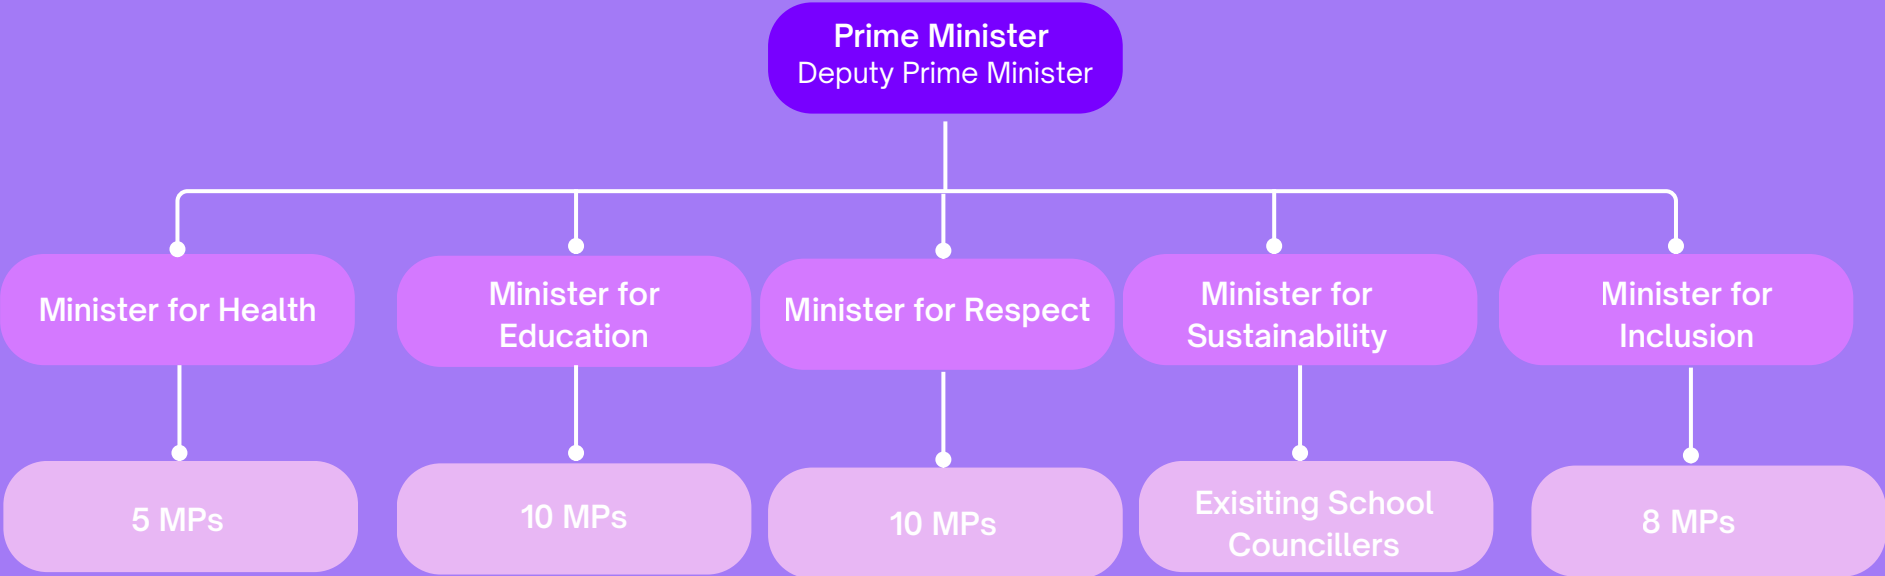 Prime Minister
Deputy Prime Minister
Minister for Health
Minister for
Education
Minister for Respect
Minister for
Sustainability
Minister for
Inclusion
5 MPs
10 MPs
10 MPs
Exisiting School
Councillers
8 MPs